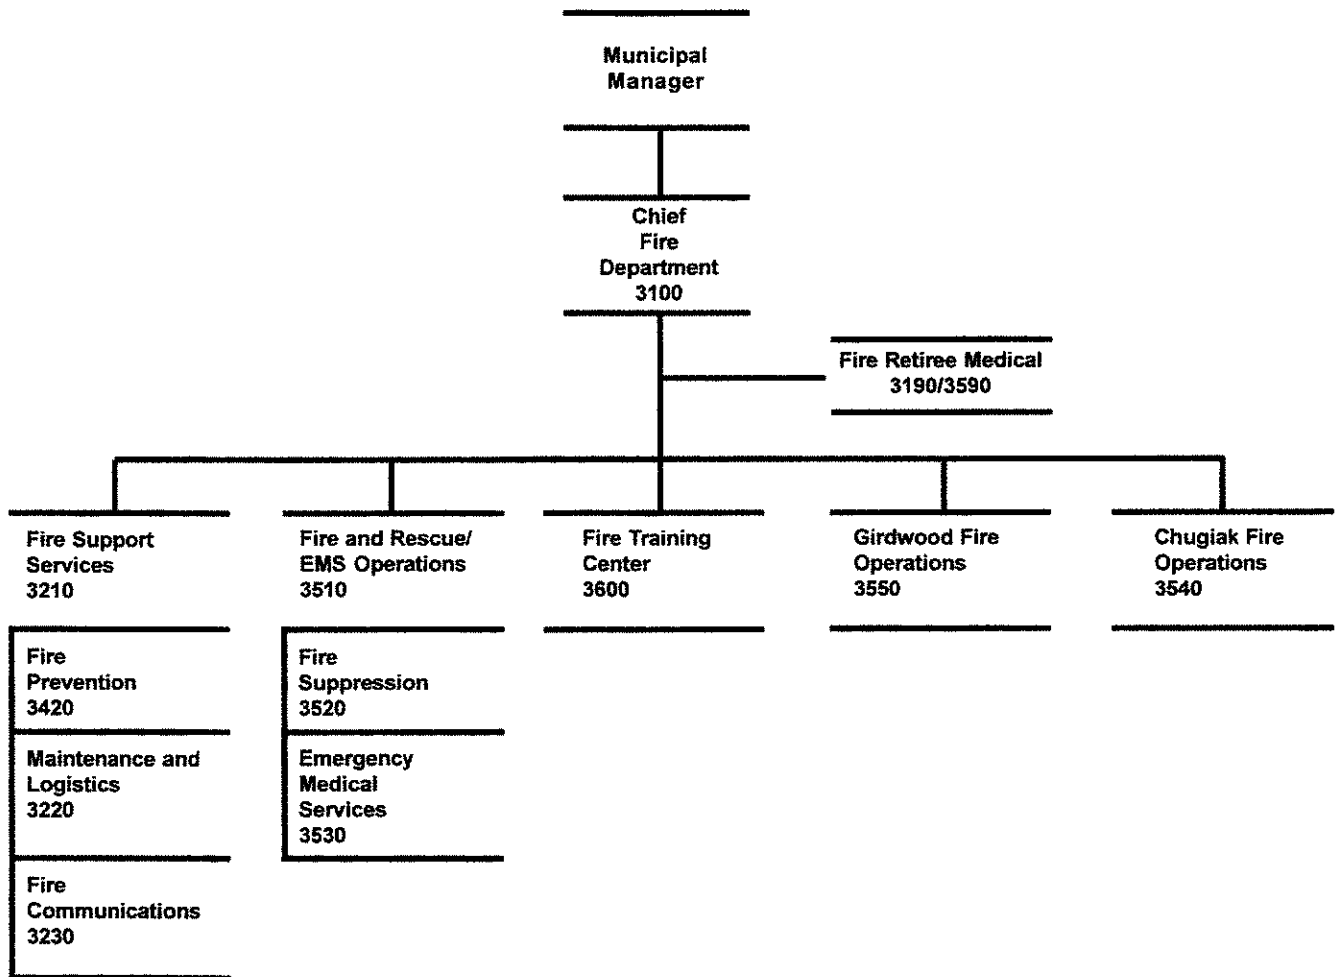 Municipal
Manager
Chief
Fire
Department
3100
Fire Retiree Medical
3190/3590
Fire Support
Services
3210
Fire and Rescue/
EMS Operations
3510
Fire Training
Center
3600
Girdwood Fire
Operations
3550
Chugiak Fire
Operations
3540
Fire
Prevention
3420
Maintenance and
Logistics
3220
Fire
Communications
3230
Fire
Suppression
3520
Emergency
Medical
Services
3530